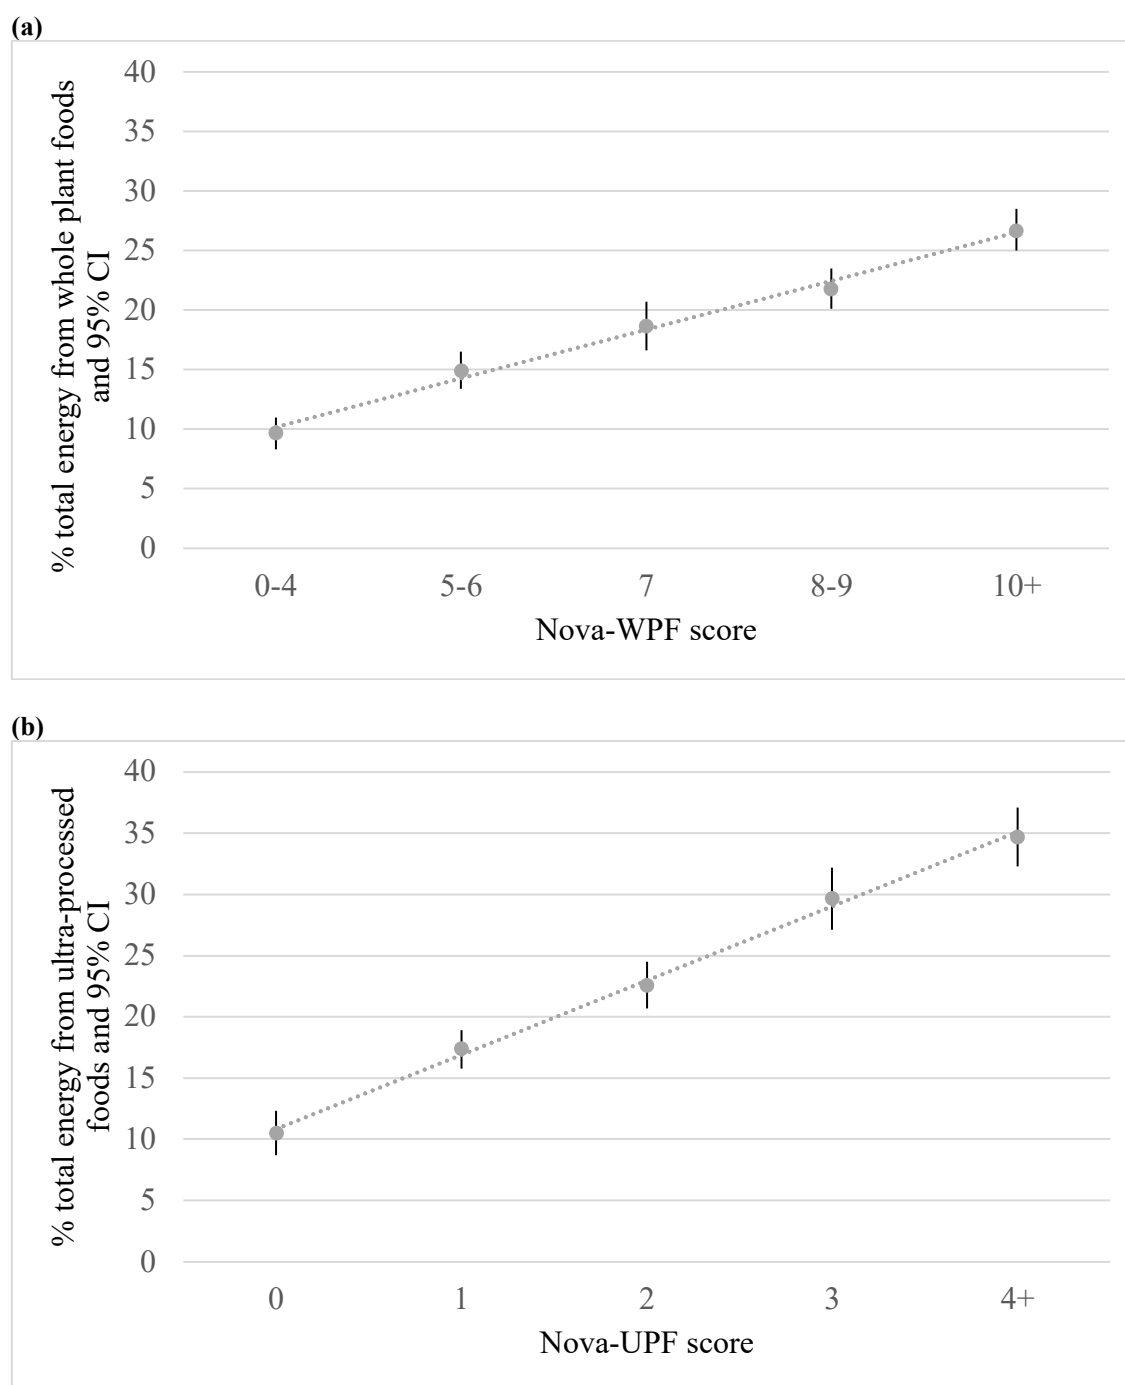 (a)
% total energy from whole plant foods
and 95% CI
40
35
30
25
20
15
10
5
0
0-4 5-6 7 8-9 10+
Nova-WPF score
(b)
% total energy from ultra-processed
foods and 95% CI
40
35
30
25
20
15
10
5
0
0 1 2 3 4+
Nova-UPF score